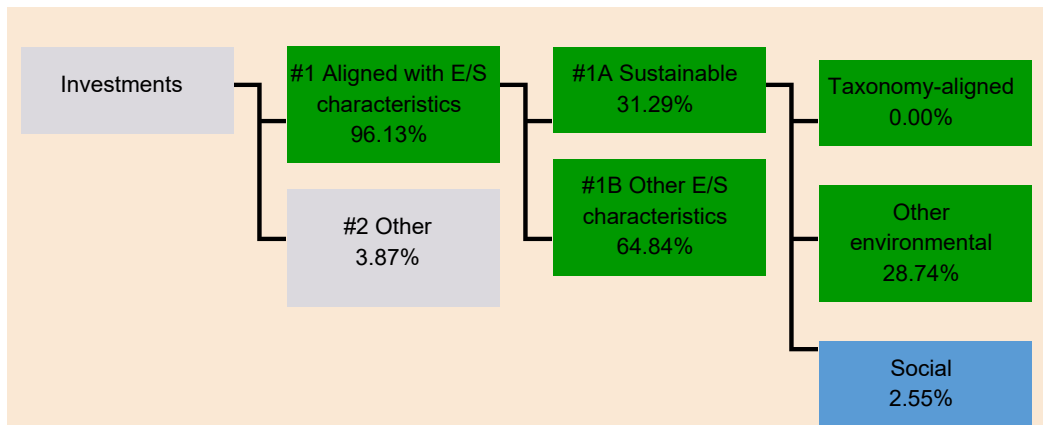 Investments
#1 Aligned with E/S
characteristics
96.13%
#2 Other
3.87%
#1A Sustainable
31.29%
#1B Other E/S
characteristics
64.84%
Taxonomy-aligned
0.00%
Other
environmental
28.74%
Social
2.55%